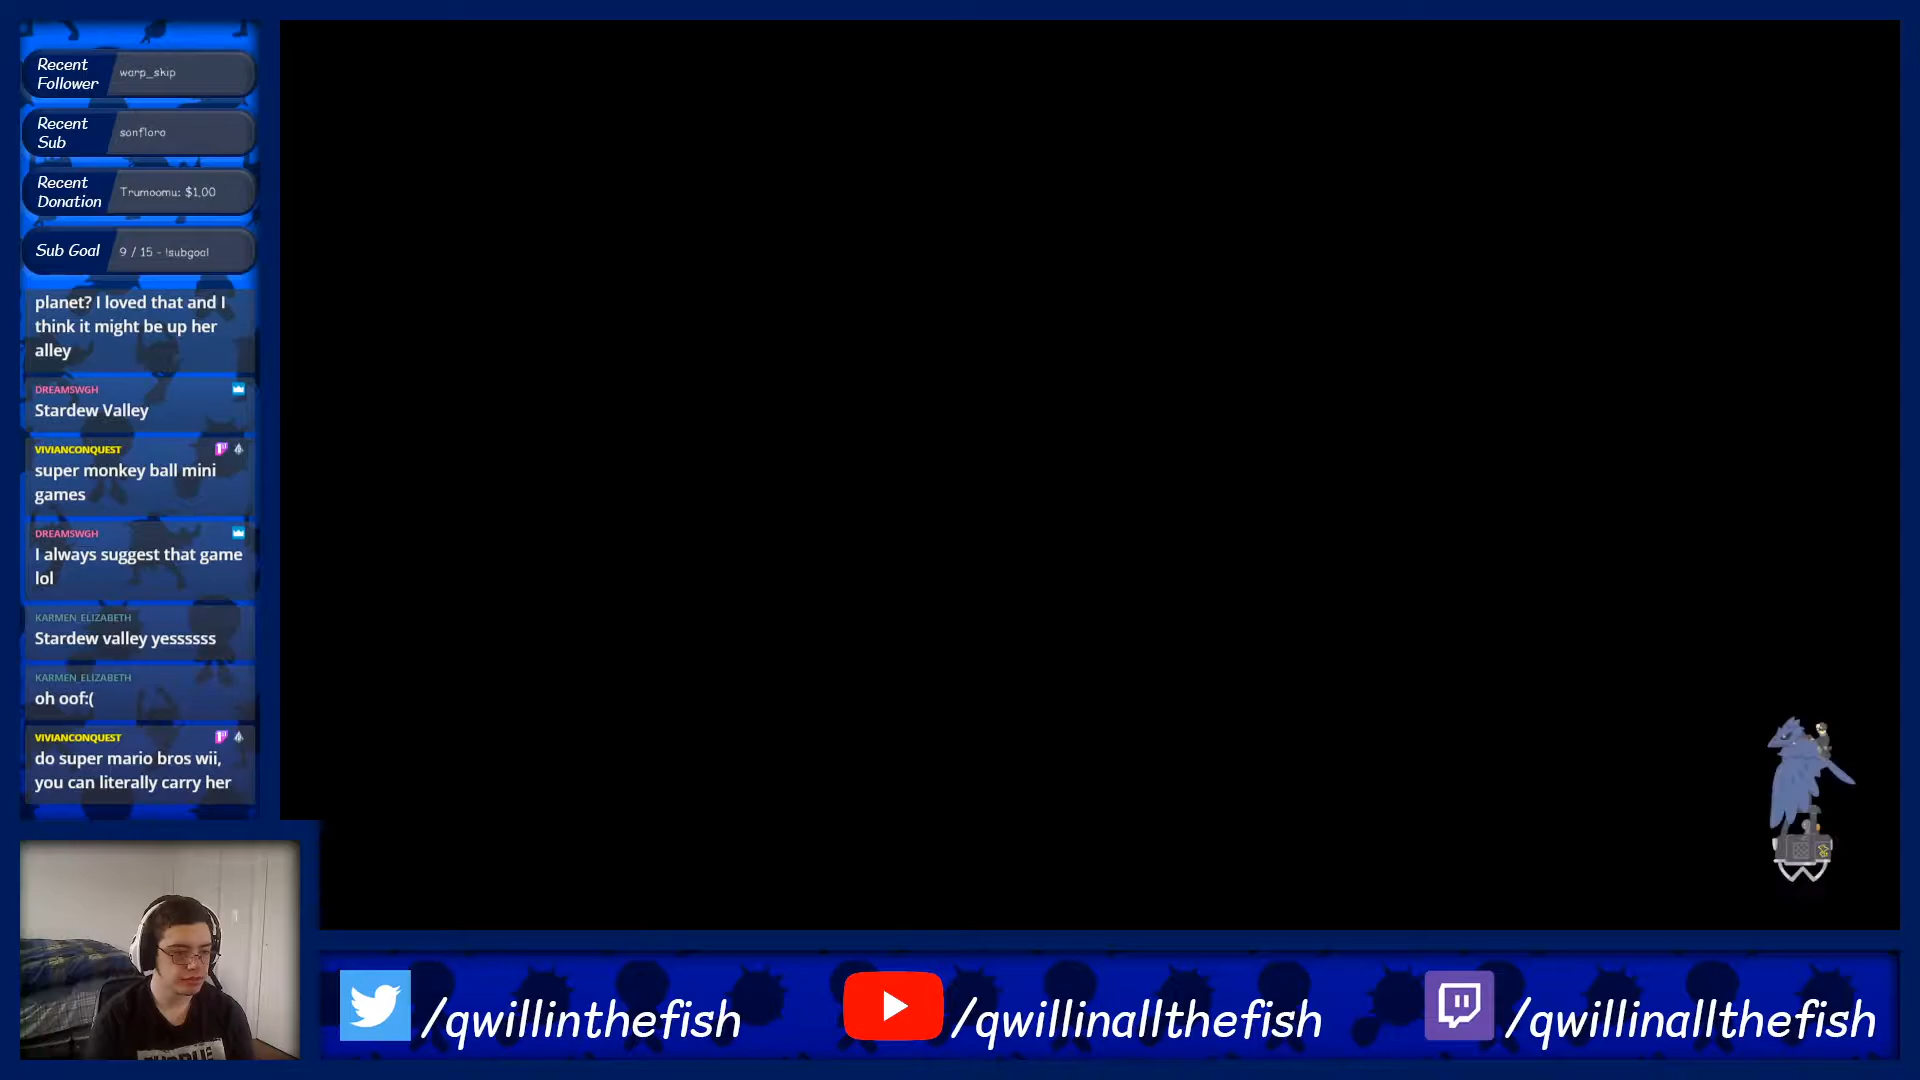 Recent
Follower
warp_skip
Recent
Sub
sonfloro
Recent
Donation
Trumoomu: $1.00
Sub Goal
9 / 15 - !subgoal
planet? I loved that and I
think it might be up her
alley
DREAMSWGH
Stardew Valley
VIVIANCONQUEST
super monkey ball mini
games
DREAMSWGH
I always suggest that game
lol
KARMEN_ELIZABETH
Stardew valley yessssss
KARMEN_ELIZABETH
oh oof:(
VIVIANCONQUEST
do super mario bros wii,
you can literally carry her
/qwillinthefish
/qwillinallthefish
/qwillinallthefish